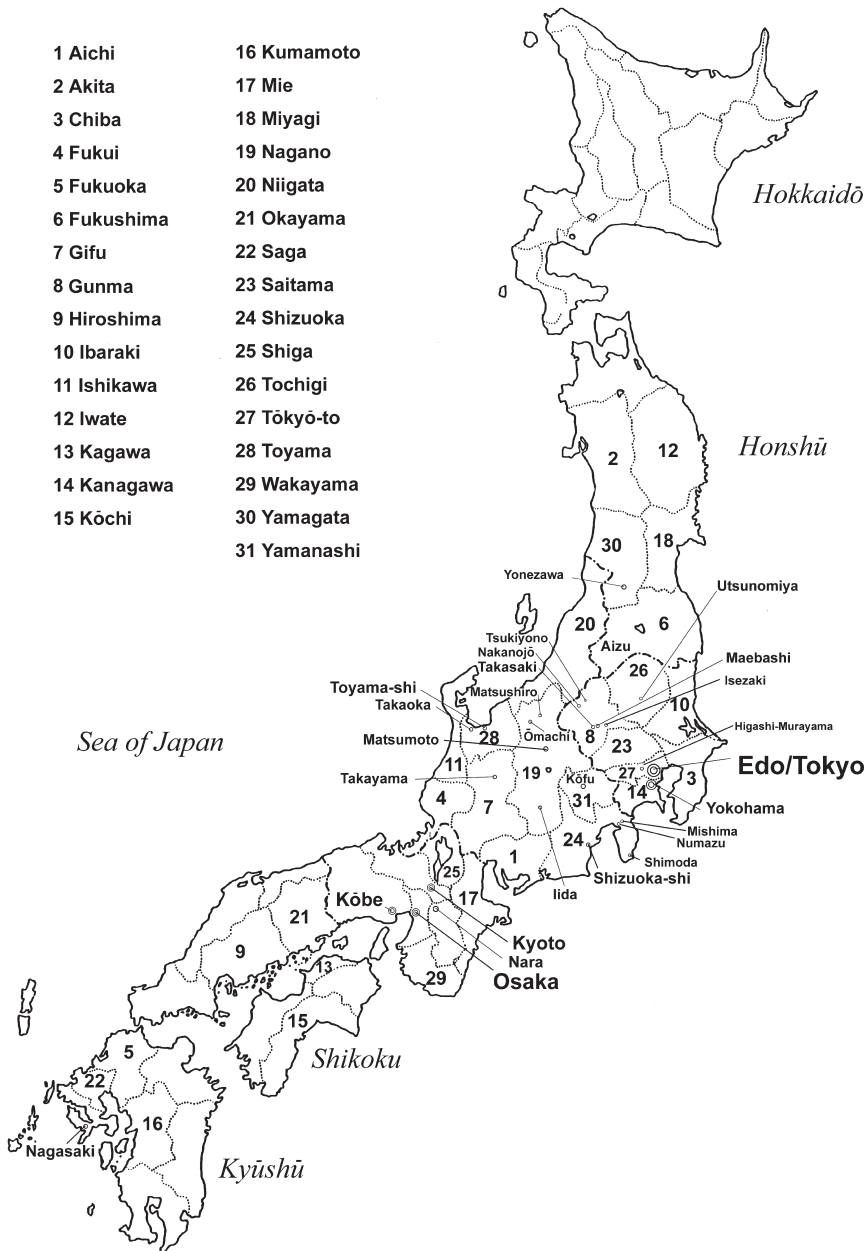 1 Aichi
2 Akita
3 Chiba
4 Fukui
5 Fukuoka
6 Fukushima
7 Gifu
8 Gunma
9 Hiroshima
10 Ibaraki
11 Ishikawa
12 Iwate
13 Kagawa
14 Kanagawa
15 Kōchi
16 Kumamoto
17 Mie
18 Miyagi
19 Nagano
20 Niigata
21 Okayama
22 Saga
23 Saitama
24 Shizuoka
25 Shiga
26 Tochigi
27 Tōkyō-to
28 Toyama
29 Wakayama
30 Yamagata
31 Yamanashi
Hokkaidō
Honshū
2
12
30
18
Yonezawa
Utsunomiya
20
6
Tsukiyono
Aizu
Nakanojō
Takasaki
Maebashi
26
Isezaki
Toyama-shi
Matsushiro
Takaoka
10
Higashi-Murayama
Sea of Japan
28
Ōmachi
8
23
Matsumoto
Edo/Tokyo
11
19
27
3
Takayama
Kōfu
14
4
7
31
Yokohama
Mishima
Numazu
24
1
Shimoda
25
Shizuoka-shi
Iida
17
Kōbe
21
Kyoto
9
Nara
13
29
Osaka
15
5
Shikoku
22
16
Nagasaki
Kyūshū